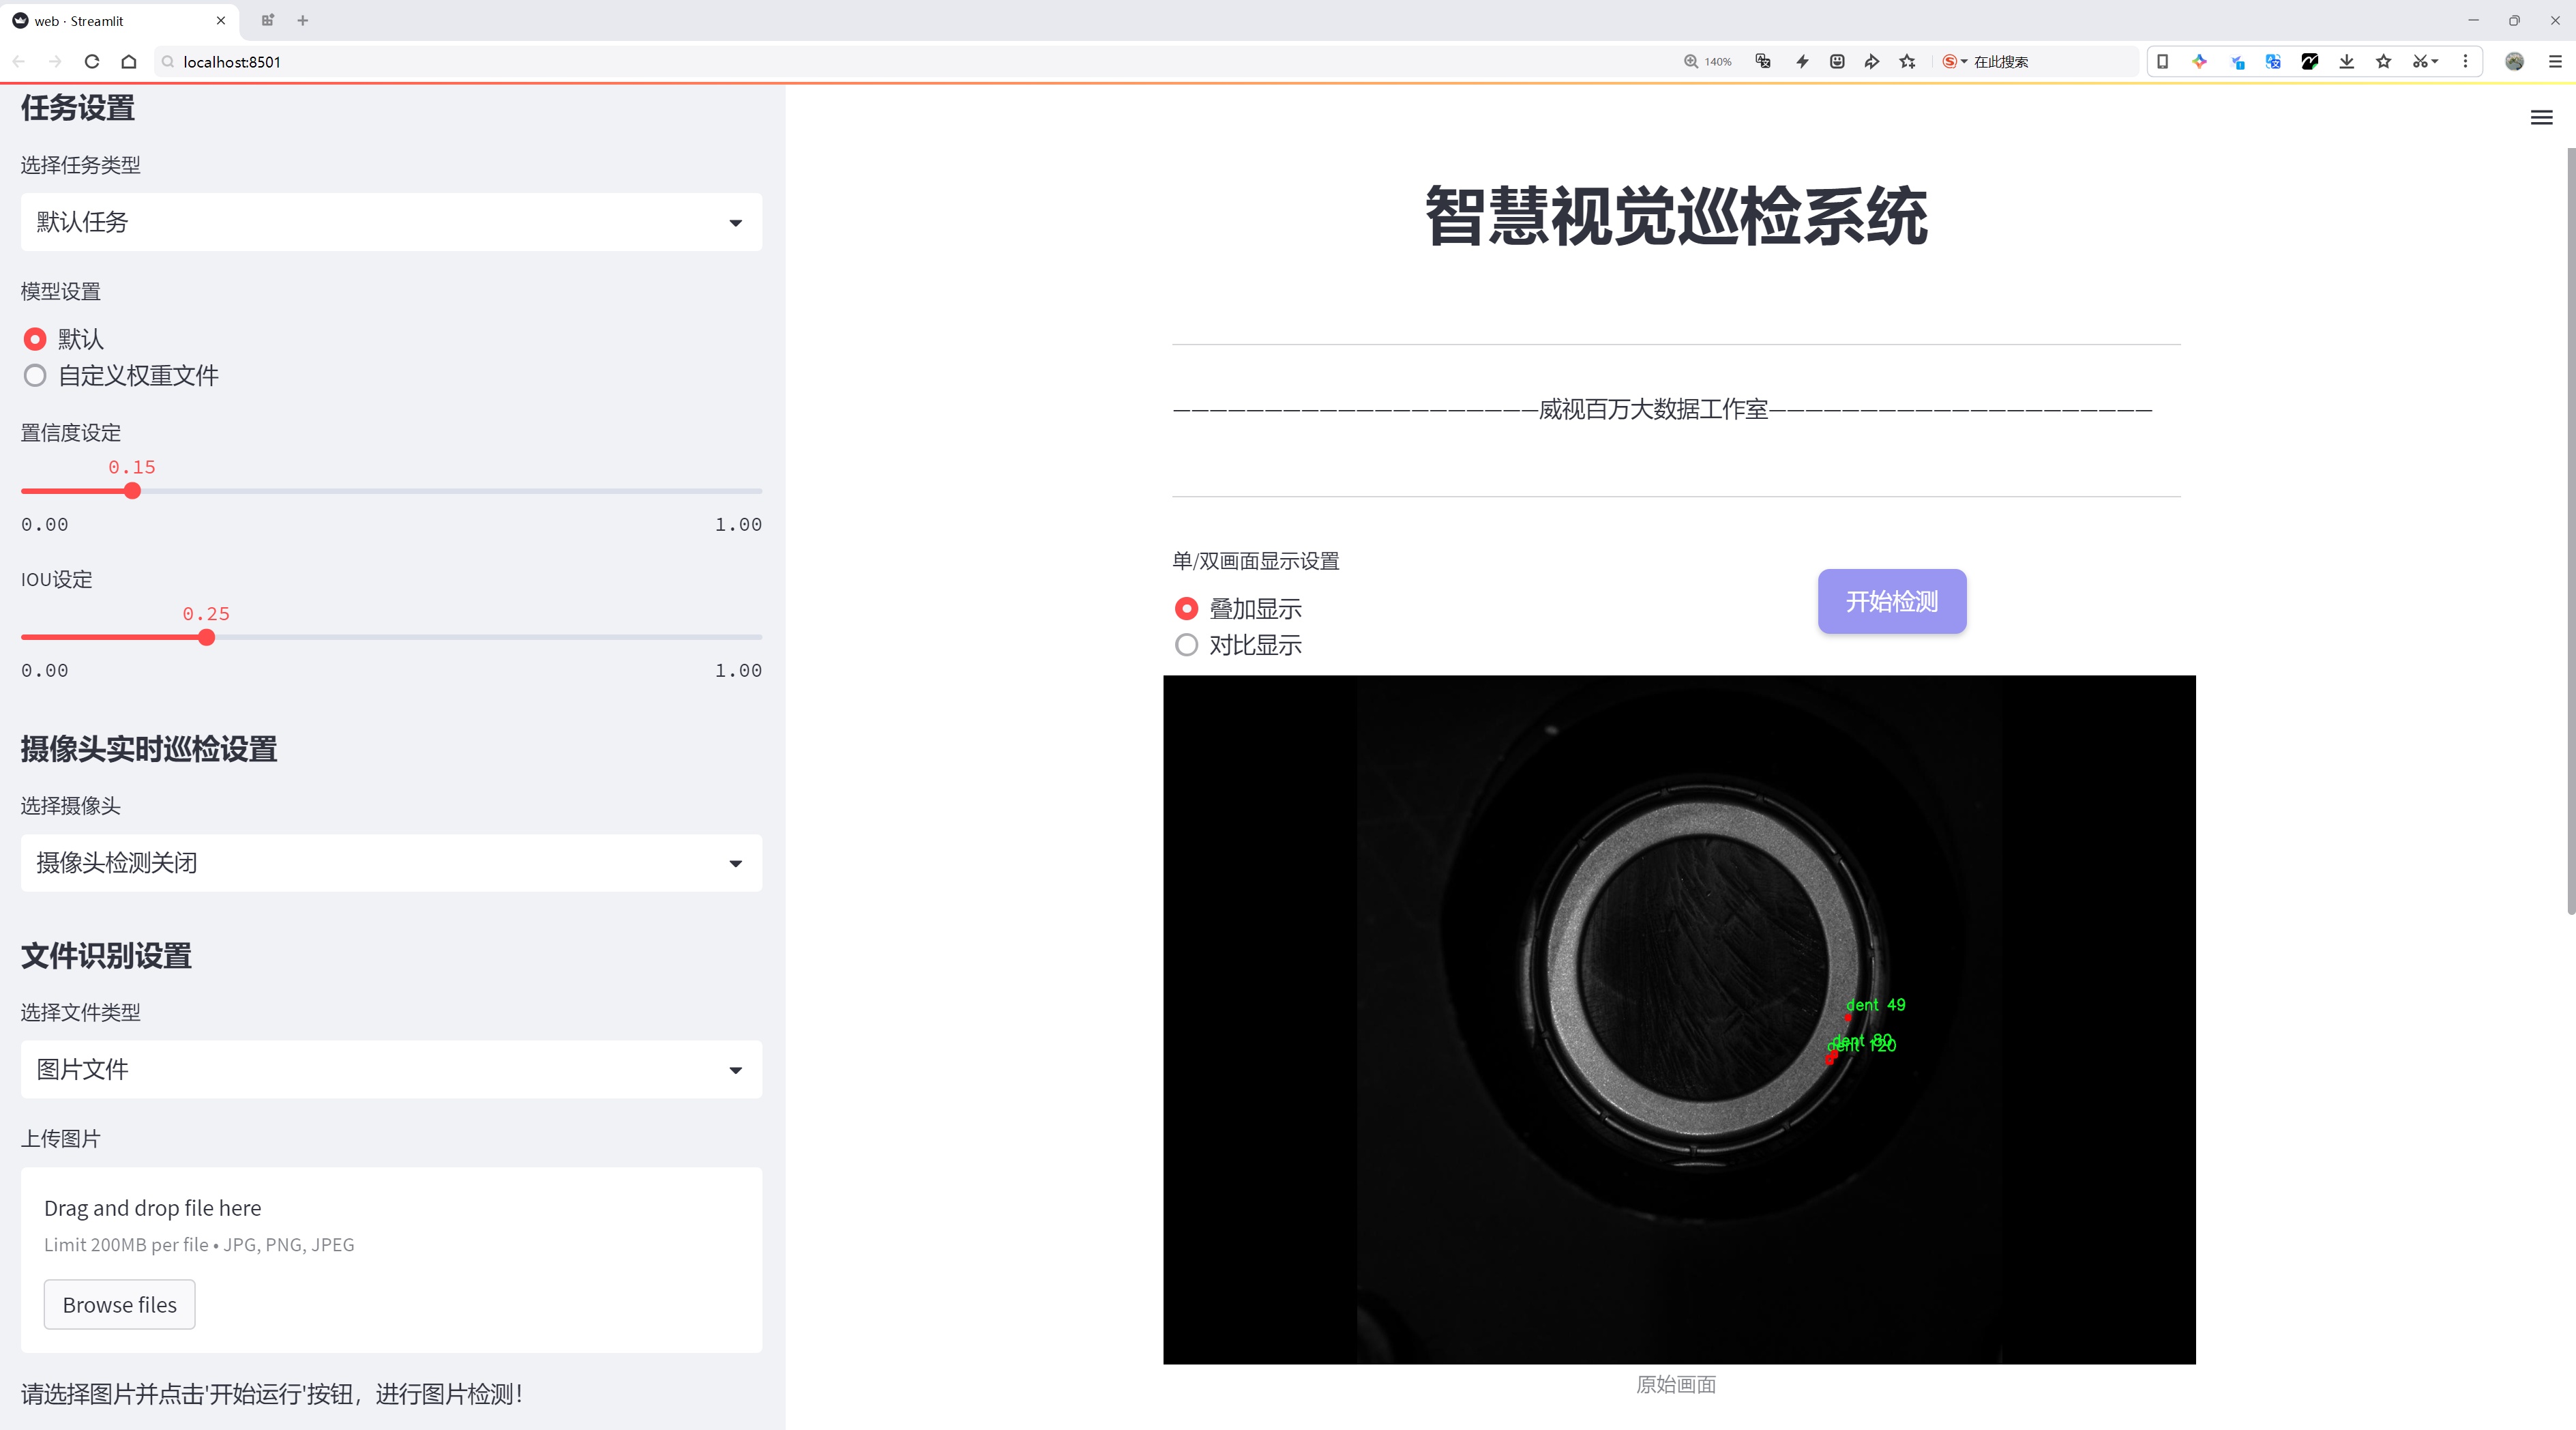 web · Streamlit
localhost:8501
140%
在此搜索
任务设置
选择任务类型
默认任务
模型设置
默认
自定义权重文件
置信度设定
0.15
0.00
1.00
IOU设定
0.25
0.00
1.00
摄像头实时巡检设置
选择摄像头
摄像头检测关闭
文件识别设置
选择文件类型
图片文件
上传图片
Drag and drop file here
Limit 200MB per file • JPG, PNG, JPEG
Browse files
请选择图片并点击'开始运行'按钮，进行图片检测！
智慧视觉巡检系统
————————————————————威视百万大数据工作室—————————————————————
单/双画面显示设置
叠加显示
对比显示
开始检测
dent 49
dent 80
dent 120
原始画面